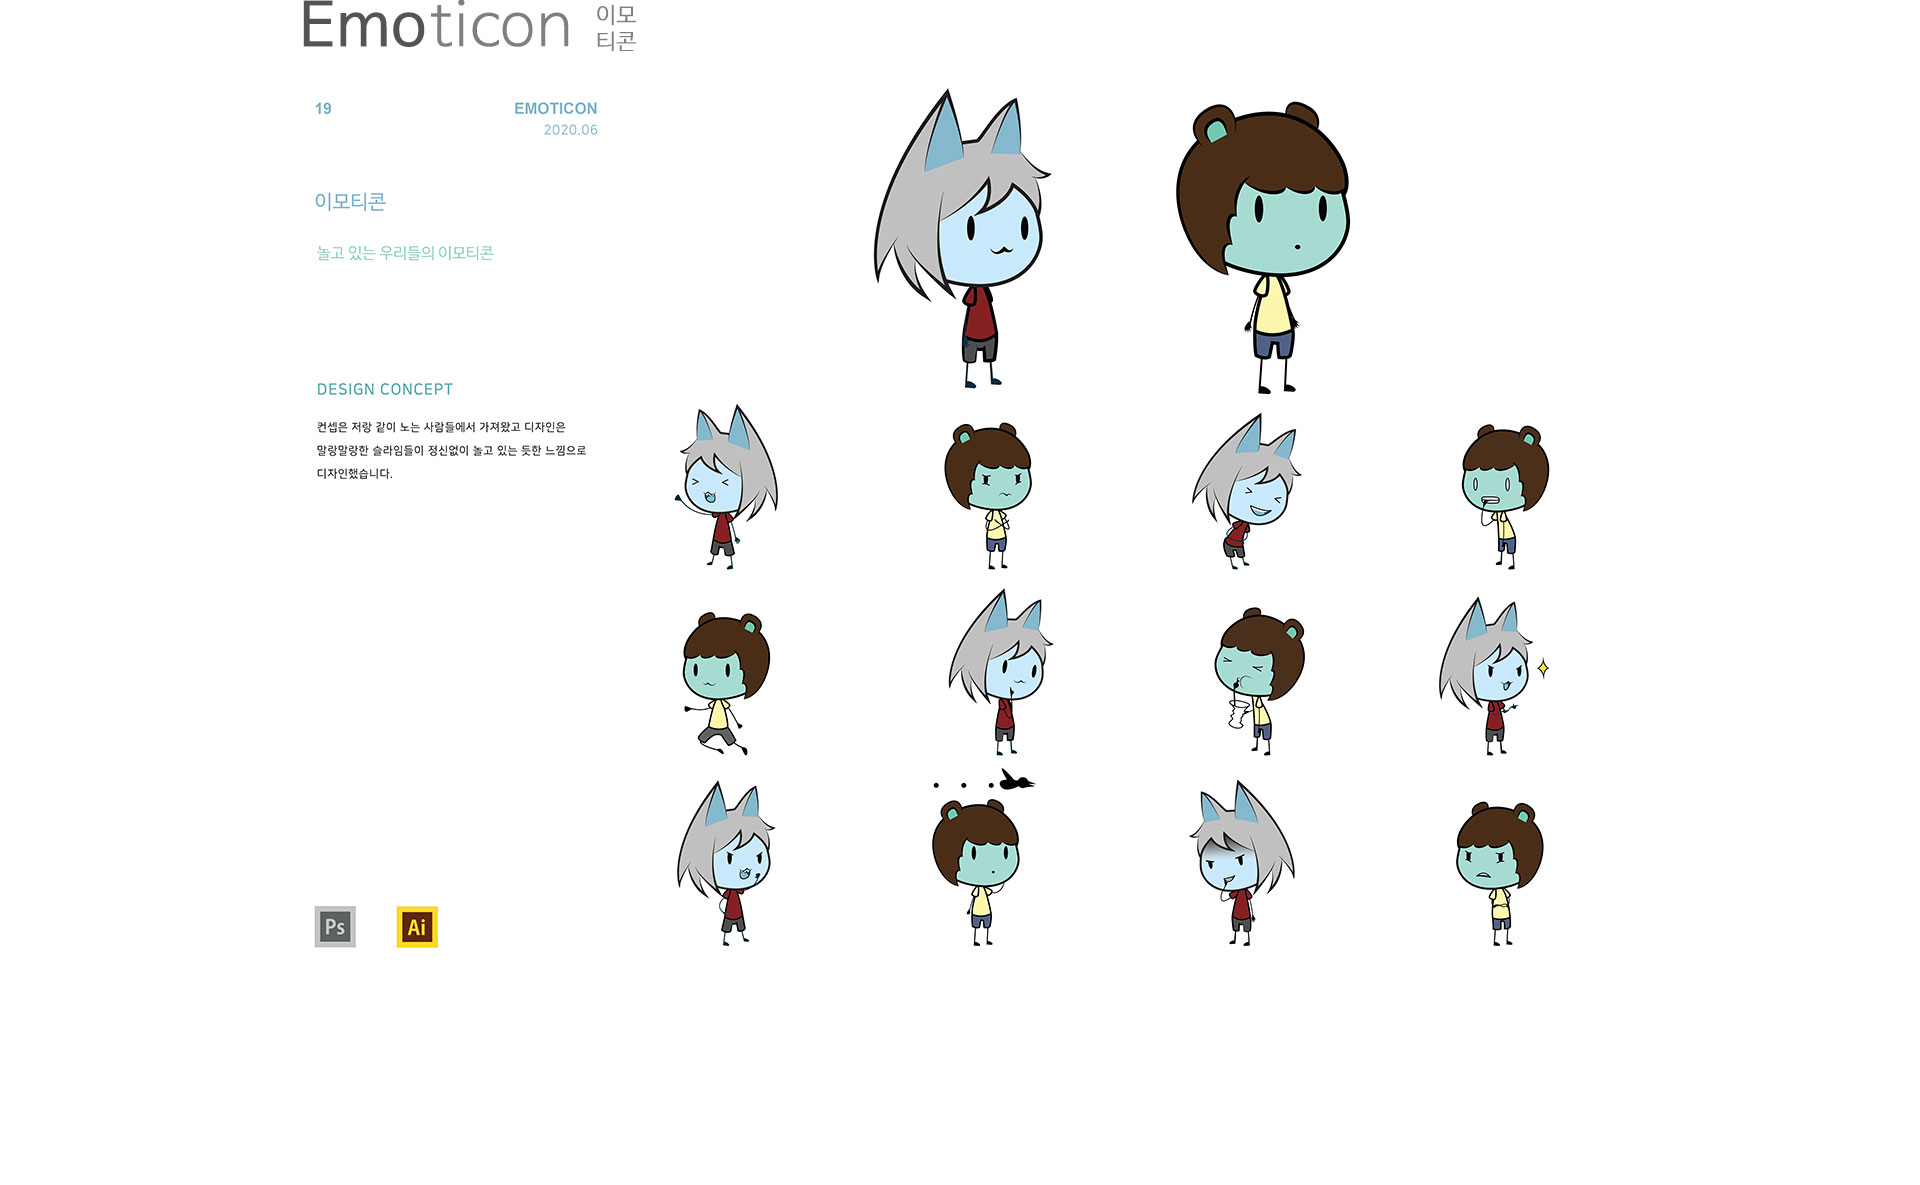 Emoticon
이모
티콘
19
EMOTICON
2020.06
이모티콘
놀고 있는 우리들의 이모티콘
DESIGN CONCEPT
컨셉은 저랑 같이 노는 사람들에서 가져왔고 디자인은
말랑말랑한 슬라임들이 정신없이 놀고 있는 듯한 느낌으로
디자인했습니다.
Ps
Ai